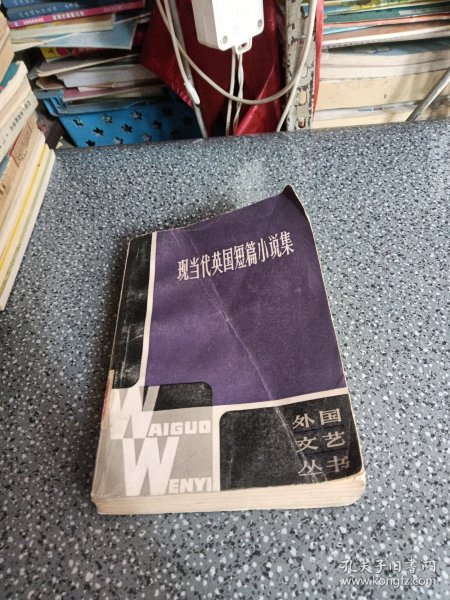 现当代英国短篇小说集
WAIGUO
WENYI
外国
文艺
丛书
孔夫子旧书网
www.kongfz.com